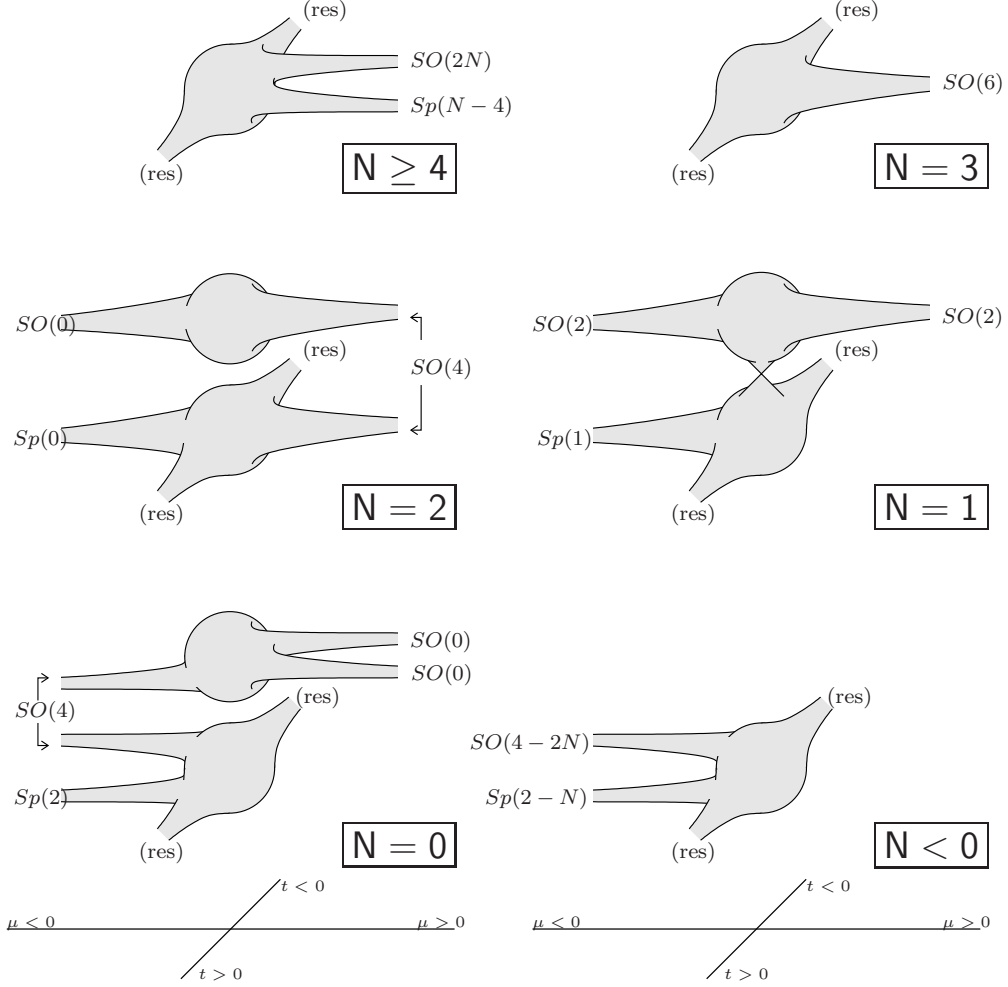 (res)
SO(2N)
Sp(N − 4)
(res)
N ≥ 4
(res)
SO(6)
(res)
N = 3
SO(0)
(res)
SO(4)
Sp(0)
(res)
N = 2
SO(2)
SO(2)
(res)
Sp(1)
(res)
N = 1
SO(0)
SO(0)
SO(4)
(res)
Sp(2)
(res)
N = 0
(res)
SO(4 − 2N)
Sp(2 − N)
(res)
N < 0
t < 0
μ < 0
μ > 0
t > 0
t < 0
μ < 0
μ > 0
t > 0